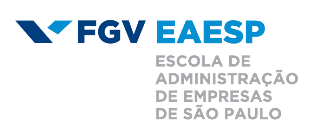 FGV EAESP
ESCOLA DE
ADMINISTRAÇÃO
DE EMPRESAS
DE SÃO PAULO